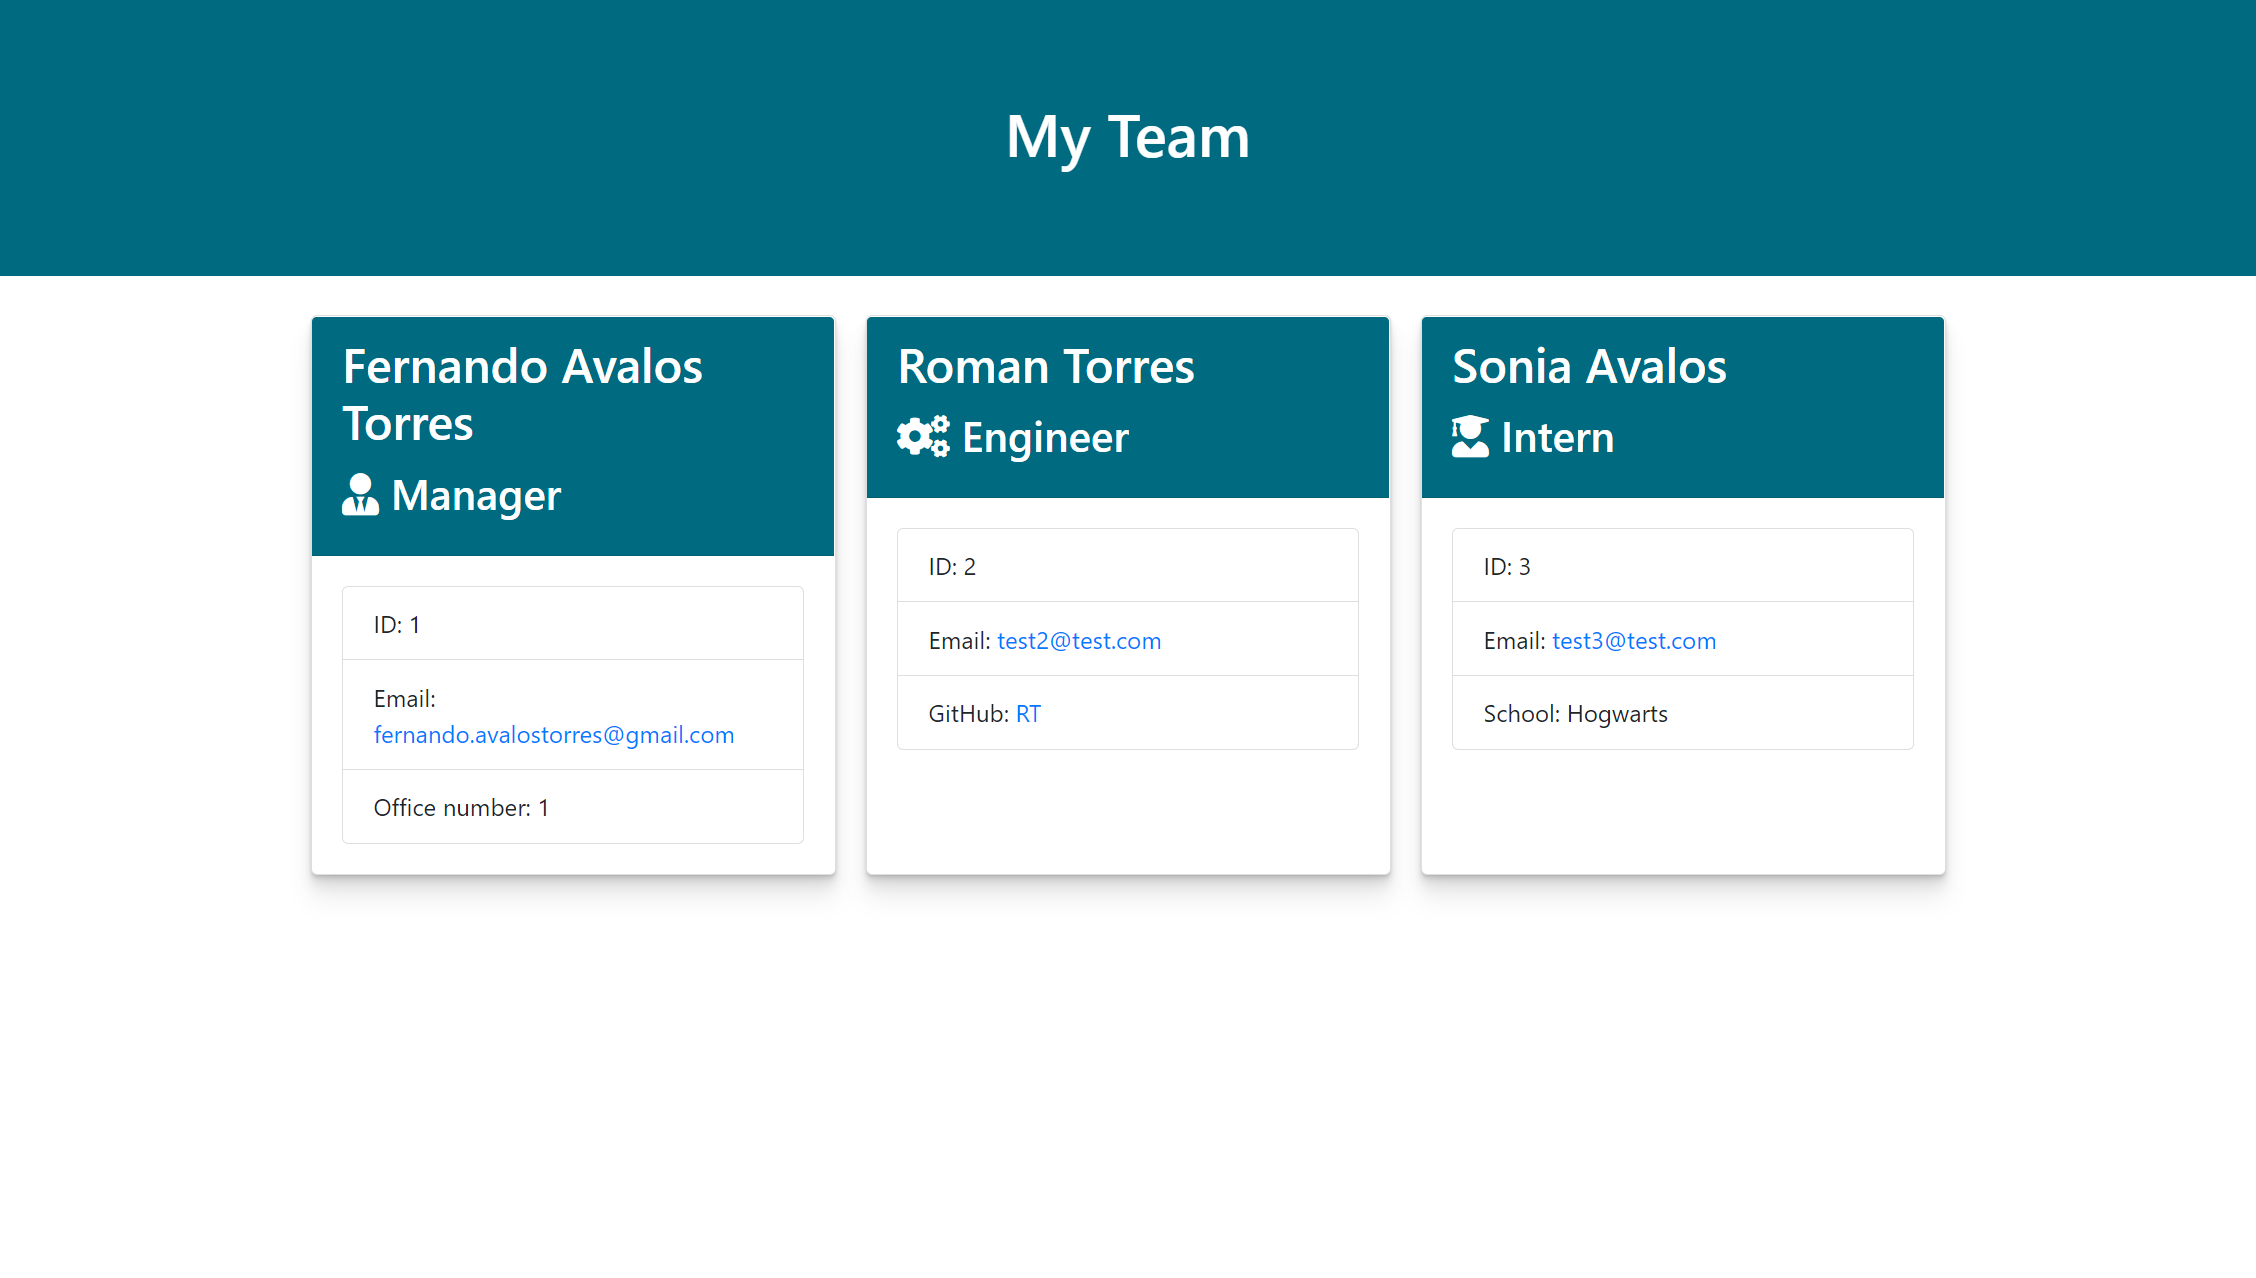 My Team
Fernando Avalos
Torres
Manager
ID: 1
Email:
fernando.avalostorres@gmail.com
Office number: 1
Roman Torres
Engineer
ID: 2
Email: test2@test.com
GitHub: RT
Sonia Avalos
Intern
ID: 3
Email: test3@test.com
School: Hogwarts